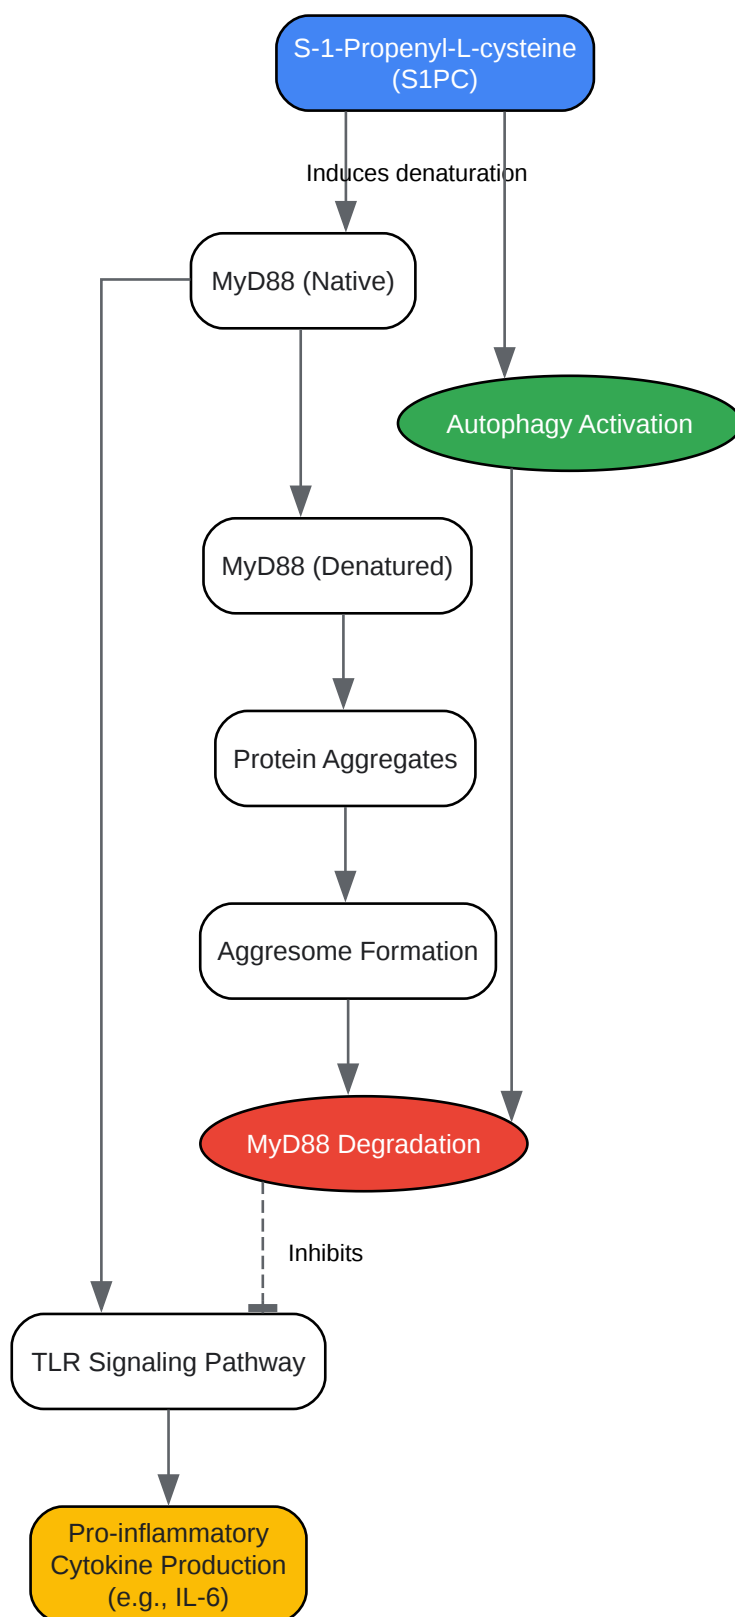 S-1-Propenyl-L-cysteine
(S1PC)
Induces denaturation
MyD88 (Native)
Autophagy Activation
MyD88 (Denatured)
Protein Aggregates
Aggresome Formation
MyD88 Degradation
Inhibits
TLR Signaling Pathway
Pro-inflammatory
Cytokine Production
(e.g., IL-6)